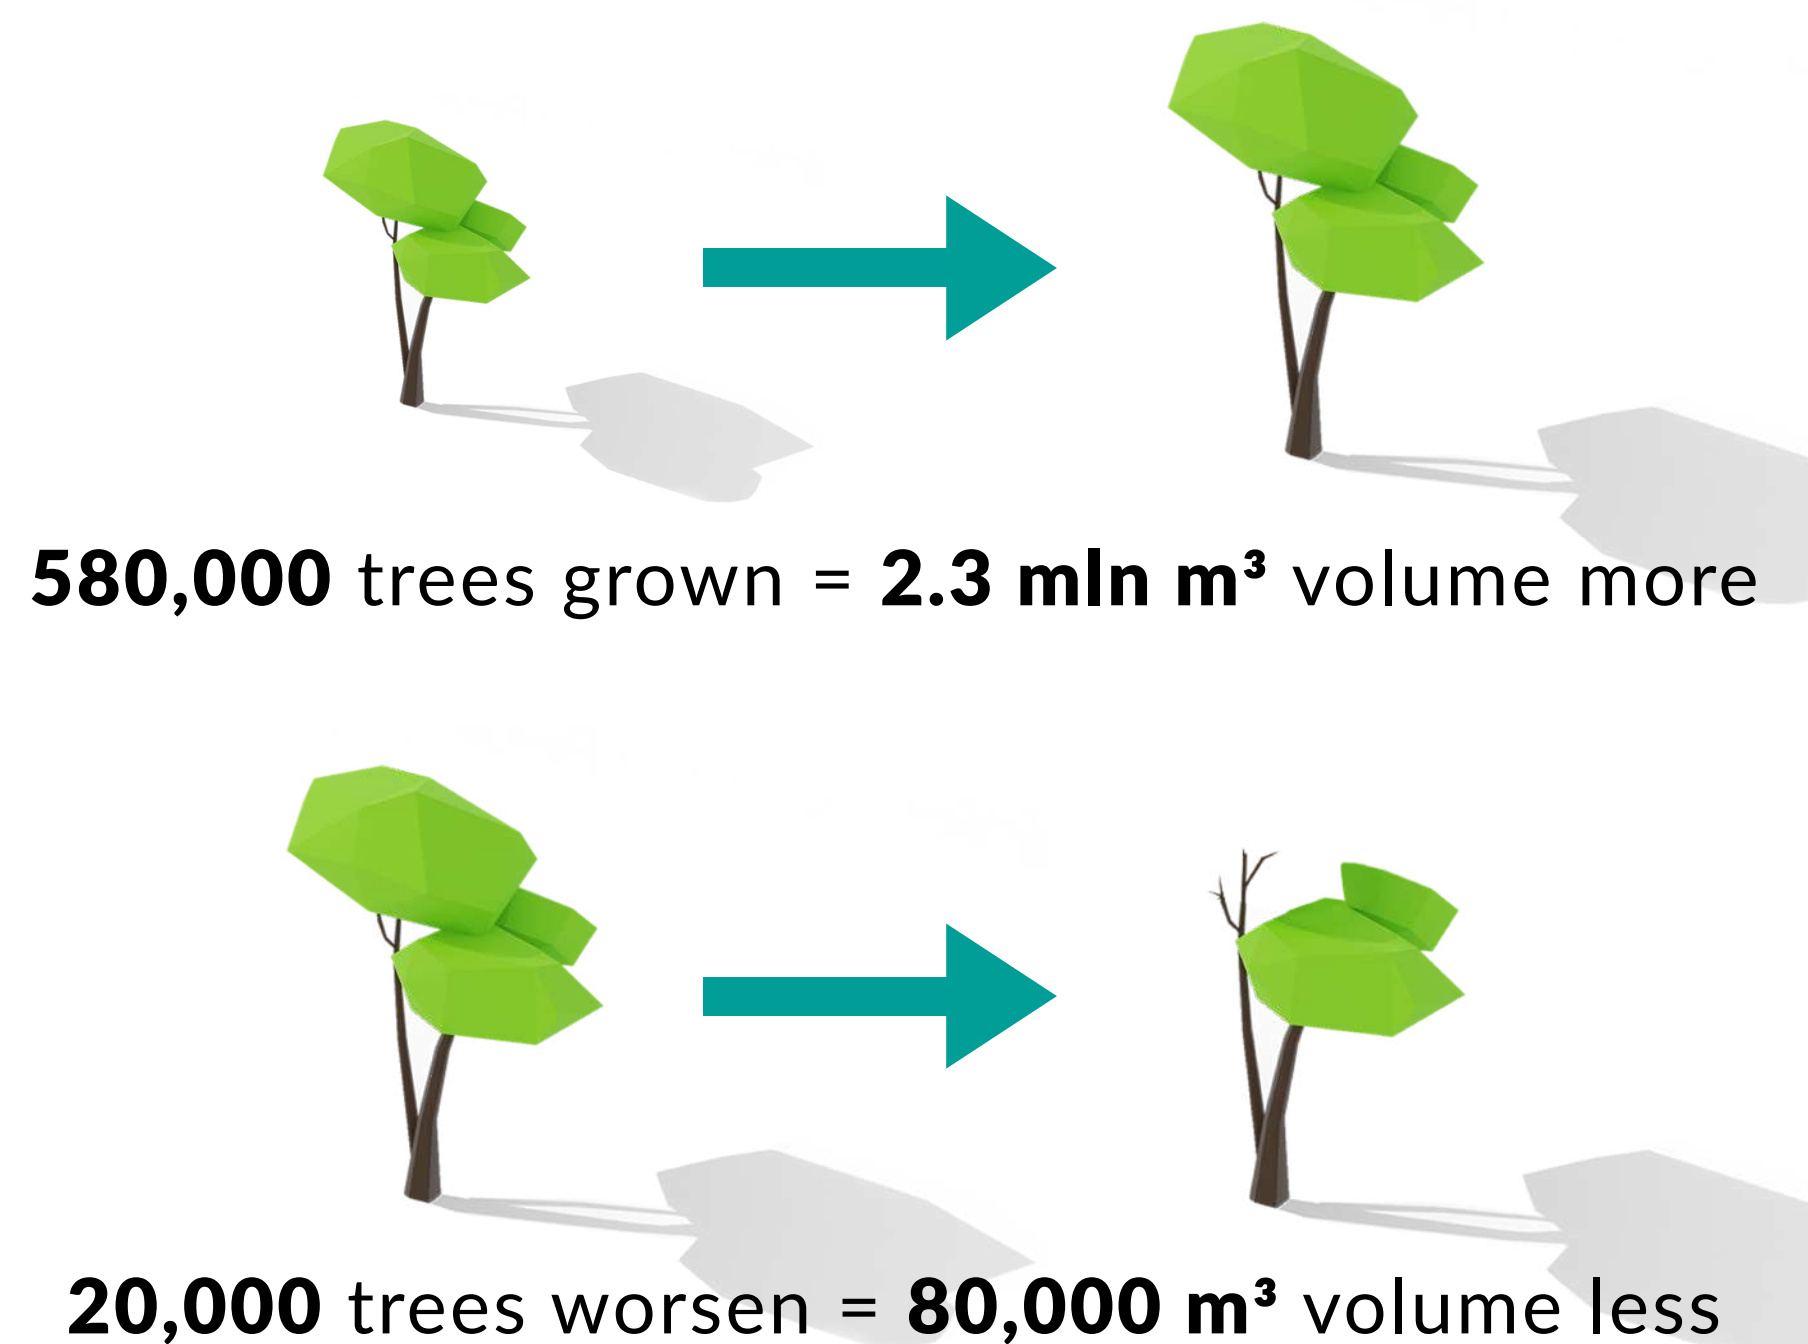 580,000 trees grown = 2.3 mln m³ volume more
20,000 trees worsen = 80,000 m³ volume less